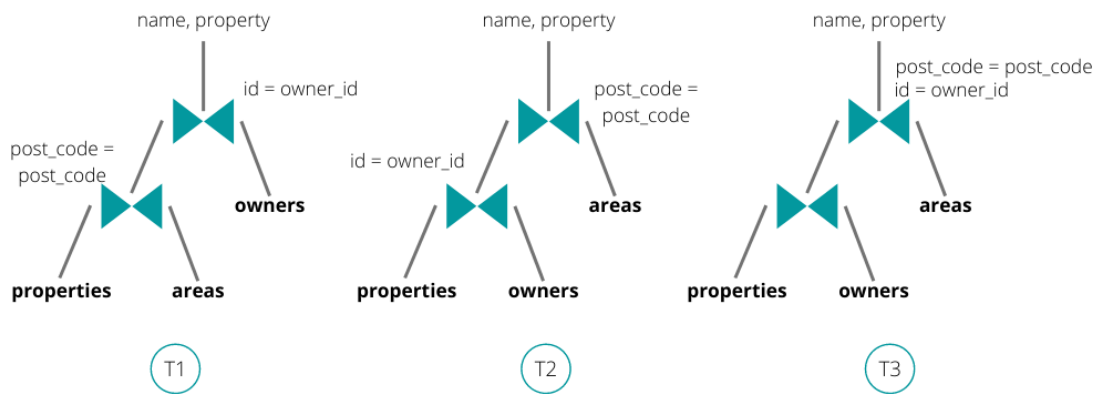 name, property
id = owner_id
post_code =
post_code
owners
properties
areas
T1
name, property
post_code =
post_code
id = owner_id
areas
properties
owners
T2
name, property
post_code = post_code
id = owner_id
areas
properties
owners
T3